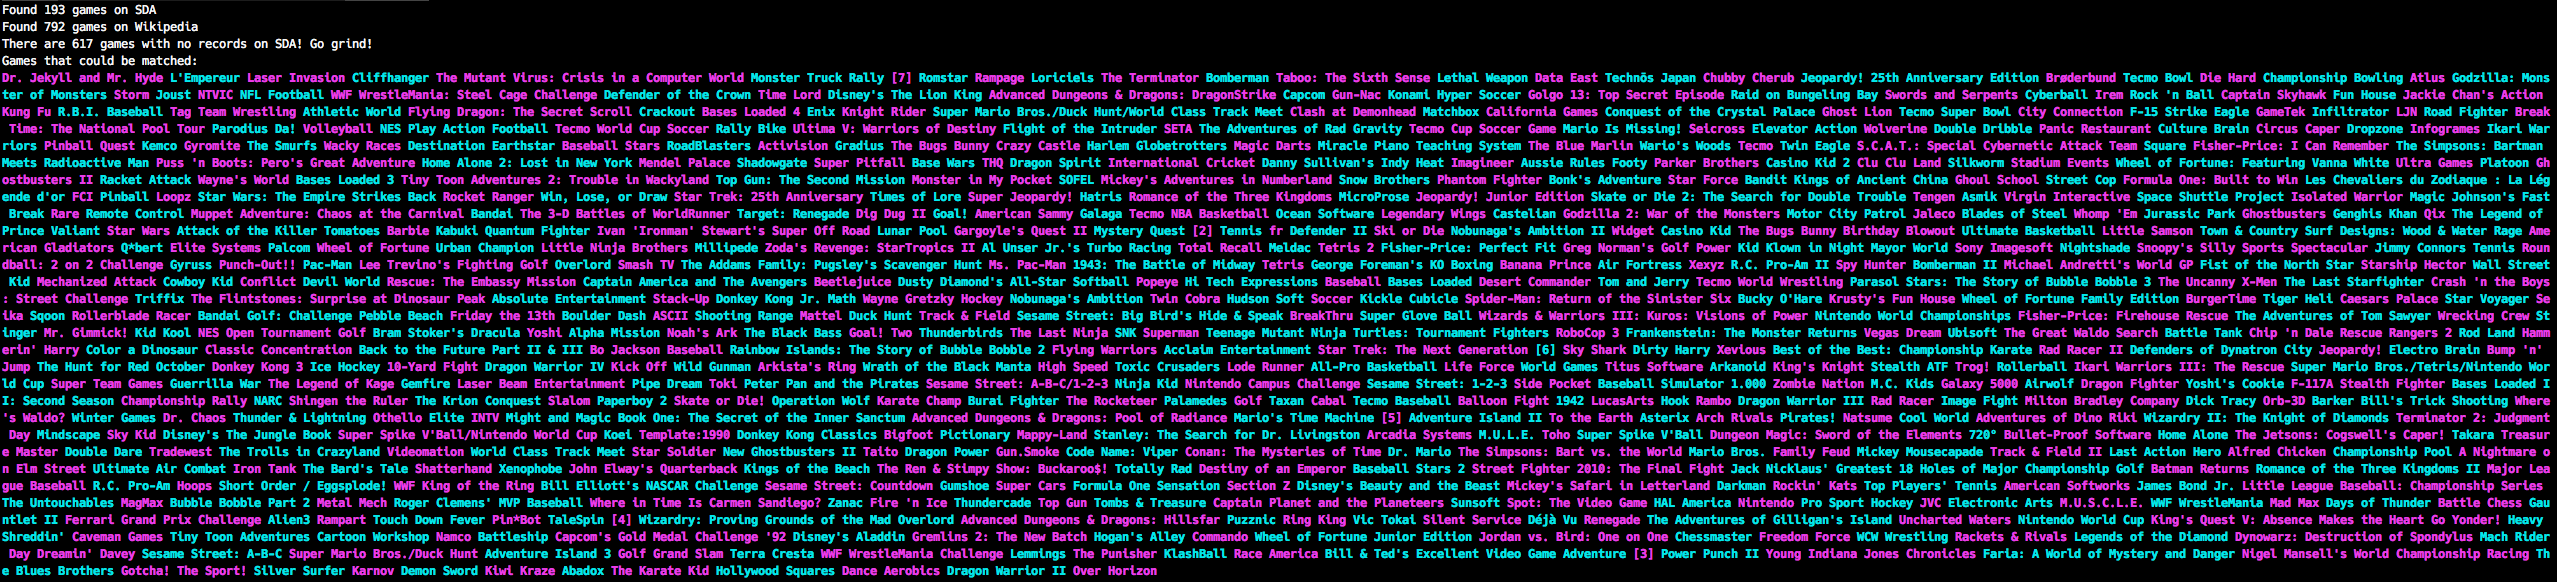 Found 193 games on SDA
Found 792 games on Wikipedia
There are 617 games with no records on SDA! Go grind!
Games that could be matched:
Dr. Jekyll and Mr. Hyde L'Empereur Laser Invasion Cliffhanger The Mutant Virus: Crisis in a Computer World Monster Truck Rally [7] Romstar Rampage Loriciels The Terminator Bomberman Taboo: The Sixth Sense Lethal Weapon Data East Technōs Japan Chubby Cherub Jeopardy! 25th Anniversary Edition Brøderbund Tecmo Bowl Die Hard Championship Bowling Atlus Godzilla: Mons
ter of Monsters Storm Joust NTVIC NFL Football WWF WrestleMania: Steel Cage Challenge Defender of the Crown Time Lord Disney's The Lion King Advanced Dungeons & Dragons: DragonStrike Capcom Gun-Nac Konami Hyper Soccer Golgo 13: Top Secret Episode Raid on Bungeling Bay Swords and Serpents Cyberball Irem Rock 'n Ball Captain Skyhawk Fun House Jackie Chan's Action
Kung Fu R.B.I. Baseball Tag Team Wrestling Athletic World Flying Dragon: The Secret Scroll Crackout Bases Loaded 4 Enix Knight Rider Super Mario Bros./Duck Hunt/World Class Track Meet Clash at Demonhead Matchbox California Games Conquest of the Crystal Palace Ghost Lion Tecmo Super Bowl City Connection F-15 Strike Eagle GameTek Infiltrator LJN Road Fighter Break
Time: The National Pool Tour Parodius Da! Volleyball NES Play Action Football Tecmo World Cup Soccer Rally Bike Ultima V: Warriors of Destiny Flight of the Intruder SETA The Adventures of Rad Gravity Tecmo Cup Soccer Game Mario Is Missing! Seicross Elevator Action Wolverine Double Dribble Panic Restaurant Culture Brain Circus Caper Dropzone Infogrames Ikari War
riors Pinball Quest Kemco Gyromite The Smurfs Wacky Races Destination Earthstar Baseball Stars RoadBlasters Activision Gradius The Bugs Bunny Crazy Castle Harlem Globetrotters Magic Darts Miracle Piano Teaching System The Blue Marlin Wario's Woods Tecmo Twin Eagle S.C.A.T.: Special Cybernetic Attack Team Square Fisher-Price: I Can Remember The Simpsons: Bartman
Meets Radioactive Man Puss 'n Boots: Pero's Great Adventure Home Alone 2: Lost in New York Mendel Palace Shadowgate Super Pitfall Base Wars THQ Dragon Spirit International Cricket Danny Sullivan's Indy Heat Imagineer Aussie Rules Footy Parker Brothers Casino Kid 2 Clu Clu Land Silkworm Stadium Events Wheel of Fortune: Featuring Vanna White Ultra Games Platoon Gh
ostbusters II Racket Attack Wayne's World Bases Loaded 3 Tiny Toon Adventures 2: Trouble in Wackyland Top Gun: The Second Mission Monster in My Pocket SOFEL Mickey's Adventures in Numberland Snow Brothers Phantom Fighter Bonk's Adventure Star Force Bandit Kings of Ancient China Ghoul School Street Cop Formula One: Built to Win Les Chevaliers du Zodiaque : La Lég
ende d'or FCI Pinball Loopz Star Wars: The Empire Strikes Back Rocket Ranger Win, Lose, or Draw Star Trek: 25th Anniversary Times of Lore Super Jeopardy! Hatris Romance of the Three Kingdoms MicroProse Jeopardy! Junior Edition Skate or Die 2: The Search for Double Trouble Tengen Asmik Virgin Interactive Space Shuttle Project Isolated Warrior Magic Johnson's Fast
Break Rare Remote Control Muppet Adventure: Chaos at the Carnival Bandai The 3-D Battles of WorldRunner Target: Renegade Dig Dug II Goal! American Sammy Galaga Tecmo NBA Basketball Ocean Software Legendary Wings Castelian Godzilla 2: War of the Monsters Motor City Patrol Jaleco Blades of Steel Whomp 'Em Jurassic Park Ghostbusters Genghis Khan Qix The Legend of
Prince Valiant Star Wars Attack of the Killer Tomatoes Barbie Kabuki Quantum Fighter Ivan 'Ironman' Stewart's Super Off Road Lunar Pool Gargoyle's Quest II Mystery Quest [2] Tennis fr Defender II Ski or Die Nobunaga's Ambition II Widget Casino Kid The Bugs Bunny Birthday Blowout Ultimate Basketball Little Samson Town & Country Surf Designs: Wood & Water Rage Ame
rican Gladiators Q*bert Elite Systems Palcom Wheel of Fortune Urban Champion Little Ninja Brothers Millipede Zoda's Revenge: StarTropics II Al Unser Jr.'s Turbo Racing Total Recall Meldac Tetris 2 Fisher-Price: Perfect Fit Greg Norman's Golf Power Kid Klown in Night Mayor World Sony Imagesoft Nightshade Snoopy's Silly Sports Spectacular Jimmy Connors Tennis Roun
dball: 2 on 2 Challenge Gyruss Punch-Out!! Pac-Man Lee Trevino's Fighting Golf Overlord Smash TV The Addams Family: Pugsley's Scavenger Hunt Ms. Pac-Man 1943: The Battle of Midway Tetris George Foreman's KO Boxing Banana Prince Air Fortress Xexyz R.C. Pro-Am II Spy Hunter Bomberman II Michael Andretti's World GP Fist of the North Star Starship Hector Wall Street
Kid Mechanized Attack Cowboy Kid Conflict Devil World Rescue: The Embassy Mission Captain America and The Avengers Beetlejuice Dusty Diamond's All-Star Softball Popeye Hi Tech Expressions Baseball Bases Loaded Desert Commander Tom and Jerry Tecmo World Wrestling Parasol Stars: The Story of Bubble Bobble 3 The Uncanny X-Men The Last Starfighter Crash 'n the Boys
: Street Challenge Triffix The Flintstones: Surprise at Dinosaur Peak Absolute Entertainment Stack-Up Donkey Kong Jr. Math Wayne Gretzky Hockey Nobunaga's Ambition Twin Cobra Hudson Soft Soccer Kickle Cubicle Spider-Man: Return of the Sinister Six Bucky O'Hare Krusty's Fun House Wheel of Fortune Family Edition BurgerTime Tiger Heli Caesars Palace Star Voyager Se
ika Sqoon Rollerblade Racer Bandai Golf: Challenge Pebble Beach Friday the 13th Boulder Dash ASCII Shooting Range Mattel Duck Hunt Track & Field Sesame Street: Big Bird's Hide & Speak BreakThru Super Glove Ball Wizards & Warriors III: Kuros: Visions of Power Nintendo World Championships Fisher-Price: Firehouse Rescue The Adventures of Tom Sawyer Wrecking Crew St
inger Mr. Gimmick! Kid Kool NES Open Tournament Golf Bram Stoker's Dracula Yoshi Alpha Mission Noah's Ark The Black Bass Goal! Two Thunderbirds The Last Ninja SNK Superman Teenage Mutant Ninja Turtles: Tournament Fighters RoboCop 3 Frankenstein: The Monster Returns Vegas Dream Ubisoft The Great Waldo Search Battle Tank Chip 'n Dale Rescue Rangers 2 Rod Land Hamm
erin' Harry Color a Dinosaur Classic Concentration Back to the Future Part II & III Bo Jackson Baseball Rainbow Islands: The Story of Bubble Bobble 2 Flying Warriors Acclaim Entertainment Star Trek: The Next Generation [6] Sky Shark Dirty Harry Xevious Best of the Best: Championship Karate Rad Racer II Defenders of Dynatron City Jeopardy! Electro Brain Bump 'n'
Jump The Hunt for Red October Donkey Kong 3 Ice Hockey 10-Yard Fight Dragon Warrior IV Kick Off Wild Gunman Arkista's Ring Wrath of the Black Manta High Speed Toxic Crusaders Lode Runner All-Pro Basketball Life Force World Games Titus Software Arkanoid King's Knight Stealth ATF Trog! Rollerball Ikari Warriors III: The Rescue Super Mario Bros./Tetris/Nintendo Wor
ld Cup Super Team Games Guerrilla War The Legend of Kage Gemfire Laser Beam Entertainment Pipe Dream Toki Peter Pan and the Pirates Sesame Street: A-B-C/1-2-3 Ninja Kid Nintendo Campus Challenge Sesame Street: 1-2-3 Side Pocket Baseball Simulator 1.000 Zombie Nation M.C. Kids Galaxy 5000 Airwolf Dragon Fighter Yoshi's Cookie F-117A Stealth Fighter Bases Loaded I
I: Second Season Championship Rally NARC Shingen the Ruler The Krion Conquest Slalom Paperboy 2 Skate or Die! Operation Wolf Karate Champ Burai Fighter The Rocketeer Palamedes Golf Taxan Cabal Tecmo Baseball Balloon Fight 1942 LucasArts Hook Rambo Dragon Warrior III Rad Racer Image Fight Milton Bradley Company Dick Tracy Orb-3D Barker Bill's Trick Shooting Where
's Waldo? Winter Games Dr. Chaos Thunder & Lightning Othello Elite INTV Might and Magic Book One: The Secret of the Inner Sanctum Advanced Dungeons & Dragons: Pool of Radiance Mario's Time Machine [5] Adventure Island II To the Earth Asterix Arch Rivals Pirates! Natsume Cool World Adventures of Dino Riki Wizardry II: The Knight of Diamonds Terminator 2: Judgment
Day Mindscape Sky Kid Disney's The Jungle Book Super Spike V'Ball/Nintendo World Cup Koei Template:1990 Donkey Kong Classics Bigfoot Pictionary Mappy-Land Stanley: The Search for Dr. Livingston Arcadia Systems M.U.L.E. Toho Super Spike V'Ball Dungeon Magic: Sword of the Elements 720° Bullet-Proof Software Home Alone The Jetsons: Cogswell's Caper! Takara Treasur
e Master Double Dare Tradewest The Trolls in Crazyland Videomation World Class Track Meet Star Soldier New Ghostbusters II Taito Dragon Power Gun.Smoke Code Name: Viper Conan: The Mysteries of Time Dr. Mario The Simpsons: Bart vs. the World Mario Bros. Family Feud Mickey Mousecapade Track & Field II Last Action Hero Alfred Chicken Championship Pool A Nightmare o
n Elm Street Ultimate Air Combat Iron Tank The Bard's Tale Shatterhand Xenophobe John Elway's Quarterback Kings of the Beach The Ren & Stimpy Show: Buckaroo$! Totally Rad Destiny of an Emperor Baseball Stars 2 Street Fighter 2010: The Final Fight Jack Nicklaus' Greatest 18 Holes of Major Championship Golf Batman Returns Romance of the Three Kingdoms II Major Lea
gue Baseball R.C. Pro-Am Hoops Short Order / Eggsplode! WWF King of the Ring Bill Elliott's NASCAR Challenge Sesame Street: Countdown Gumshoe Super Cars Formula One Sensation Section Z Disney's Beauty and the Beast Mickey's Safari in Letterland Darkman Rockin' Kats Top Players' Tennis American Softworks James Bond Jr. Little League Baseball: Championship Series
The Untouchables MagMax Bubble Bobble Part 2 Metal Mech Roger Clemens' MVP Baseball Where in Time Is Carmen Sandiego? Zanac Fire 'n Ice Thundercade Top Gun Tombs & Treasure Captain Planet and the Planeteers Sunsoft Spot: The Video Game HAL America Nintendo Pro Sport Hockey JVC Electronic Arts M.U.S.C.L.E. WWF WrestleMania Mad Max Days of Thunder Battle Chess Gau
ntlet II Ferrari Grand Prix Challenge Alien3 Rampart Touch Down Fever Pin*Bot TaleSpin [4] Wizardry: Proving Grounds of the Mad Overlord Advanced Dungeons & Dragons: Hillsfar Puzznic Ring King Vic Tokai Silent Service Déjà Vu Renegade The Adventures of Gilligan's Island Uncharted Waters Nintendo World Cup King's Quest V: Absence Makes the Heart Go Yonder! Heavy
Shreddin' Caveman Games Tiny Toon Adventures Cartoon Workshop Namco Battleship Capcom's Gold Medal Challenge '92 Disney's Aladdin Gremlins 2: The New Batch Hogan's Alley Commando Wheel of Fortune Junior Edition Jordan vs. Bird: One on One Chessmaster Freedom Force WCW Wrestling Rackets & Rivals Legends of the Diamond Dynowarz: Destruction of Spondylus Mach Rider
Day Dreamin' Davey Sesame Street: A-B-C Super Mario Bros./Duck Hunt Adventure Island 3 Golf Grand Slam Terra Cresta WWF WrestleMania Challenge Lemmings The Punisher KlashBall Race America Bill & Ted's Excellent Video Game Adventure [3] Power Punch II Young Indiana Jones Chronicles Faria: A World of Mystery and Danger Nigel Mansell's World Championship Racing Th
e Blues Brothers Gotcha! The Sport! Silver Surfer Karnov Demon Sword Kiwi Kraze Abadox The Karate Kid Hollywood Squares Dance Aerobics Dragon Warrior II Over Horizon